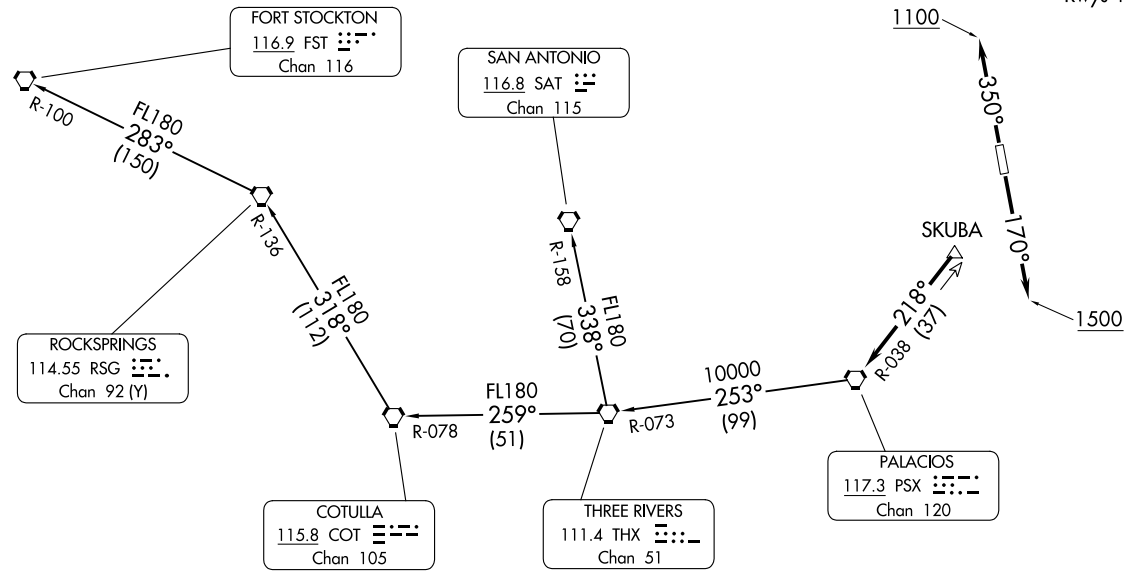 FORT STOCKTON
116.9 FST
Chan 116
SAN ANTONIO
116.8 SAT
Chan 115
1100
350°
170°
1500
R-100
FL180
283°
(150)
R-136
FL180
318°
(112)
R-158
FL180
338°
(70)
SKUBA
218°
(37)
R-038
ROCKSPRINGS
114.55 RSG
Chan 92 (Y)
10000
253°
(99)
R-073
FL180
259°
(51)
R-078
PALACIOS
117.3 PSX
Chan 120
COTULLA
115.8 COT
Chan 105
THREE RIVERS
111.4 THX
Chan 51